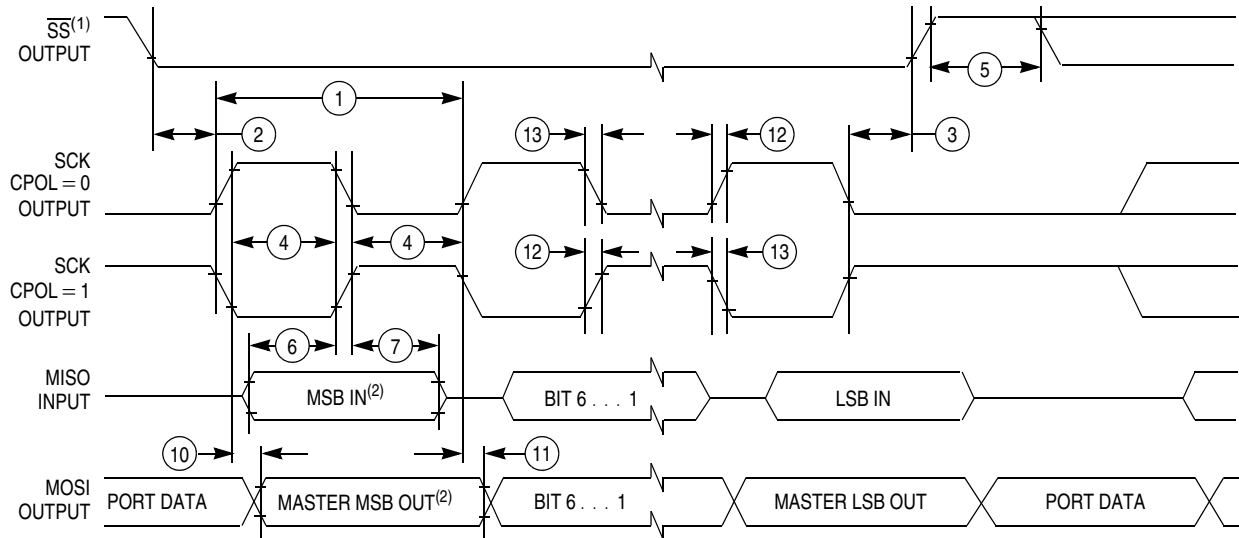 SS(1)
OUTPUT
5
1
2
13
12
3
SCK
CPOL = 0
OUTPUT
4
4
12
13
SCK
CPOL = 1
OUTPUT
6
7
MISO
INPUT
MSB IN(2)
BIT 6 . . . 1
LSB IN
10
11
MOSI
OUTPUT
PORT DATA
MASTER MSB OUT(2)
BIT 6 . . . 1
MASTER LSB OUT
PORT DATA